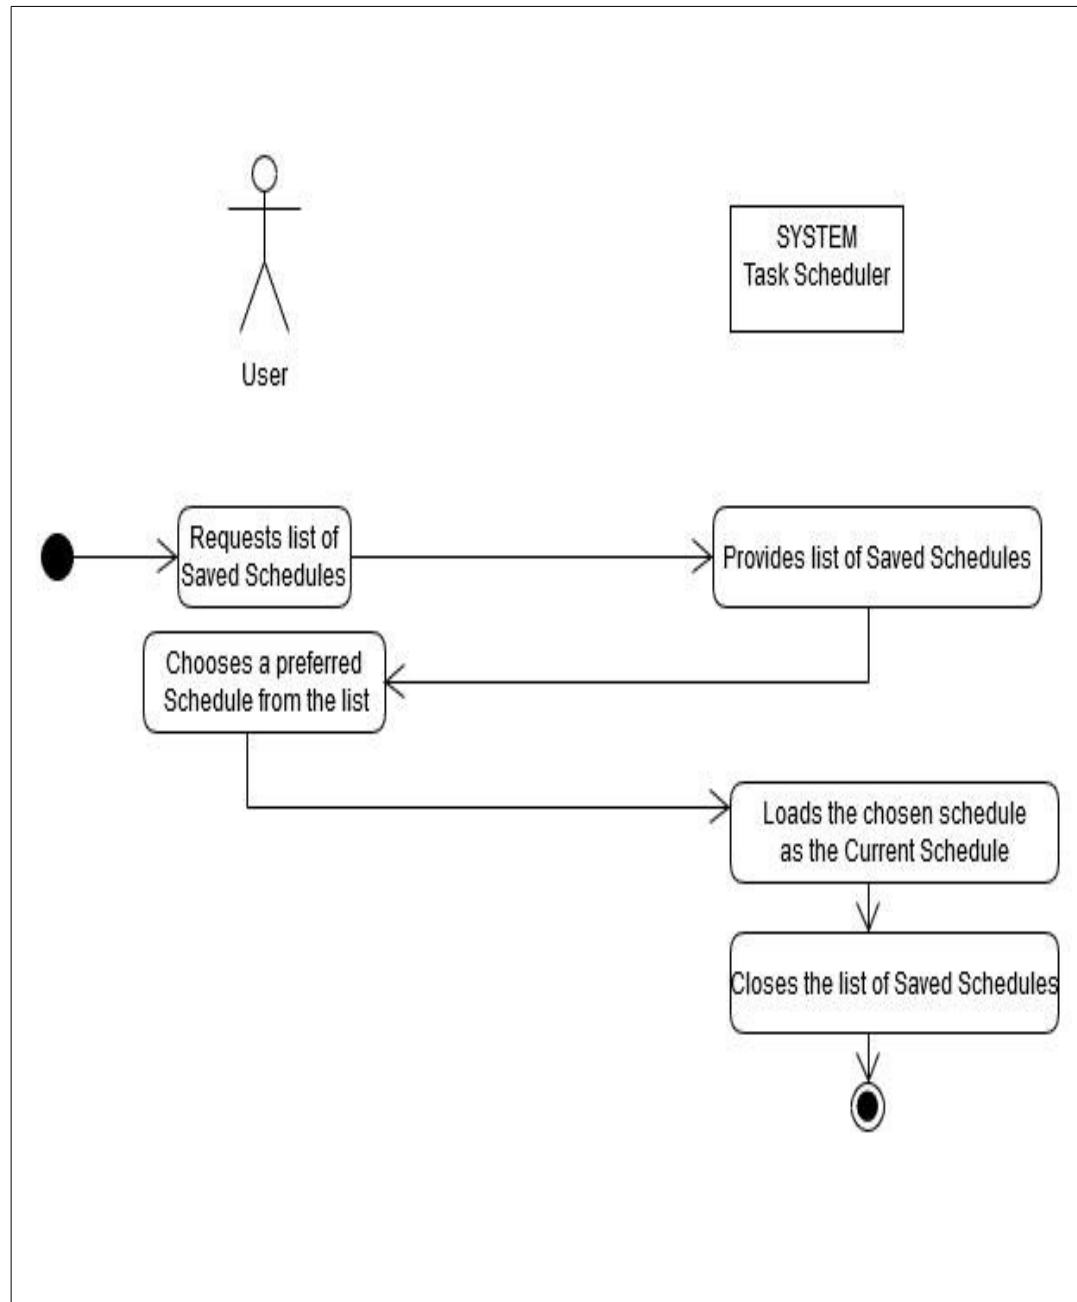 SYSTEM
Task Scheduler
User
Requests list of
Saved Schedules
Provides list of Saved Schedules
Chooses a preferred
Schedule from the list
Loads the chosen schedule
as the Current Schedule
Closes the list of Saved Schedules